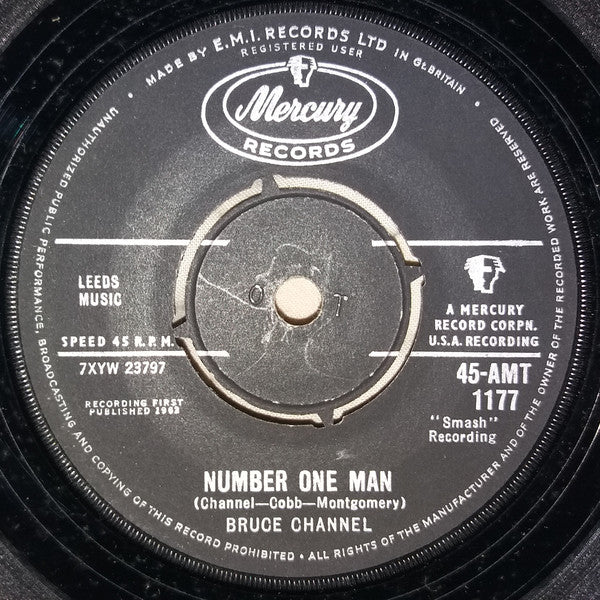 MADE BY E.M.I. RECORDS LTD IN GT. BRITAIN
REGISTERED USER
Mercury
RECORDS
LEEDS
MUSIC
SPEED 45 R.P.M.
7XYW 23797
RECORDING FIRST
PUBLISHED 1962
O T
A MERCURY
RECORD CORPN.
U.S.A. RECORDING
45-AMT
1177
"Smash"
Recording
NUMBER ONE MAN
(Channel—Cobb—Montgomery)
BRUCE CHANNEL
UNAUTHORIZED PUBLIC PERFORMANCE, BROADCASTING AND COPYING OF THIS RECORD PROHIBITED • ALL RIGHTS OF THE MANUFACTURER AND OF THE OWNER OF THE RECORDED WORK ARE RESERVED